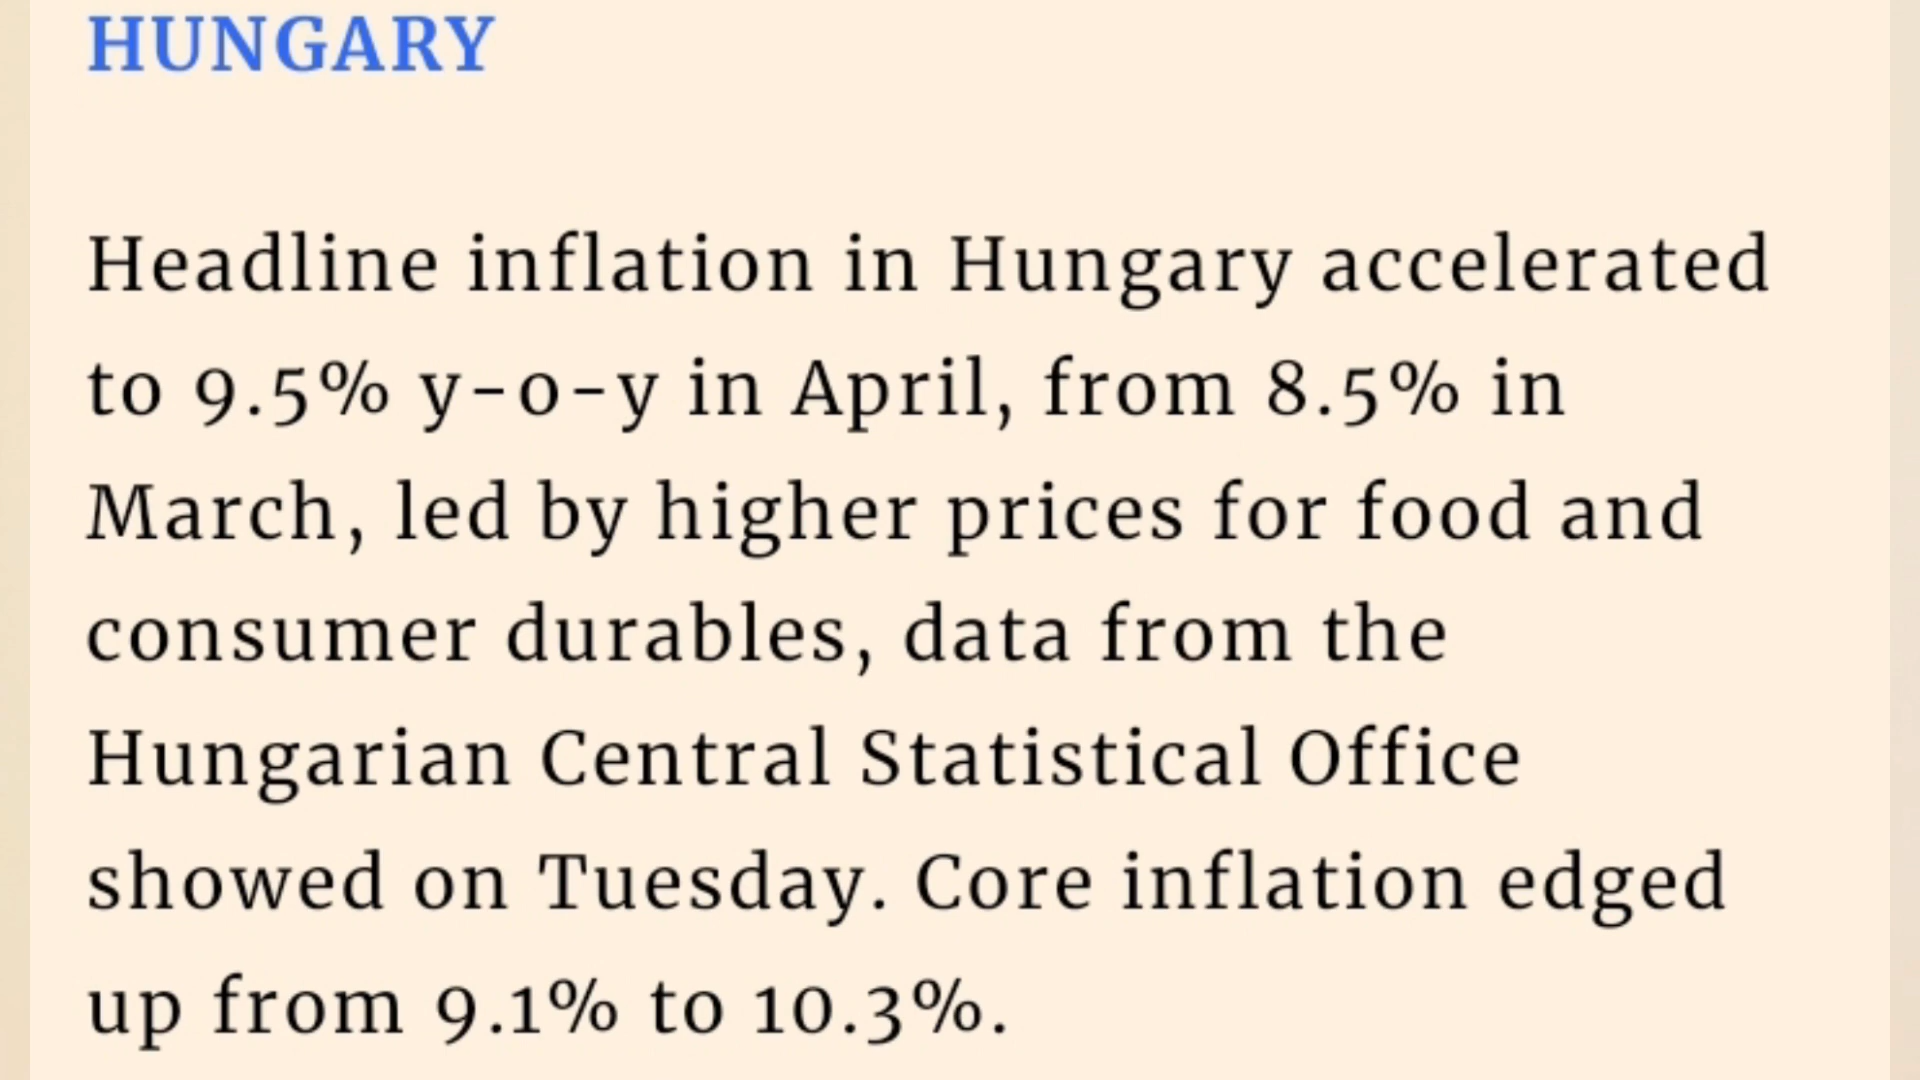 HUNGARY
Headline inflation in Hungary accelerated
to 9.5% y-o-y in April, from 8.5% in
March, led by higher prices for food and
consumer durables, data from the
Hungarian Central Statistical Office
showed on Tuesday. Core inflation edged
up from 9.1% to 10.3%.